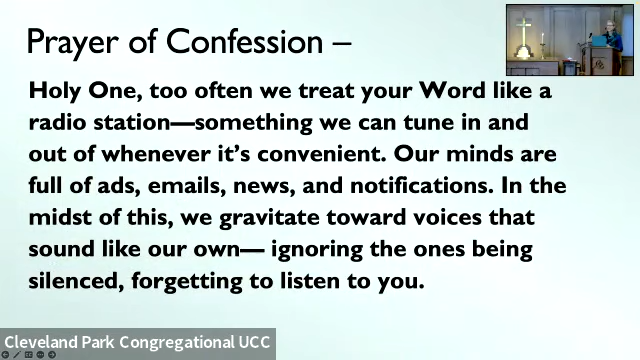 Prayer of Confession –
Holy One, too often we treat your Word like a
radio station—something we can tune in and
out of whenever it's convenient. Our minds are
full of ads, emails, news, and notifications. In the
midst of this, we gravitate toward voices that
sound like our own— ignoring the ones being
silenced, forgetting to listen to you.
Cleveland Park Congregational UCC